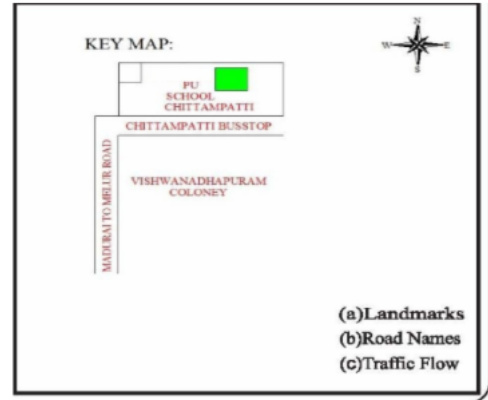 N
KEY MAP:
W E
S
PU
SCHOOL
CHITTAMPATTI
CHITTAMPATTI BUSSTOP
MADURAI TO MELUR ROAD
VISHWANADHAPURAM
COLONEY
(a)Landmarks
(b)Road Names
(c)Traffic Flow